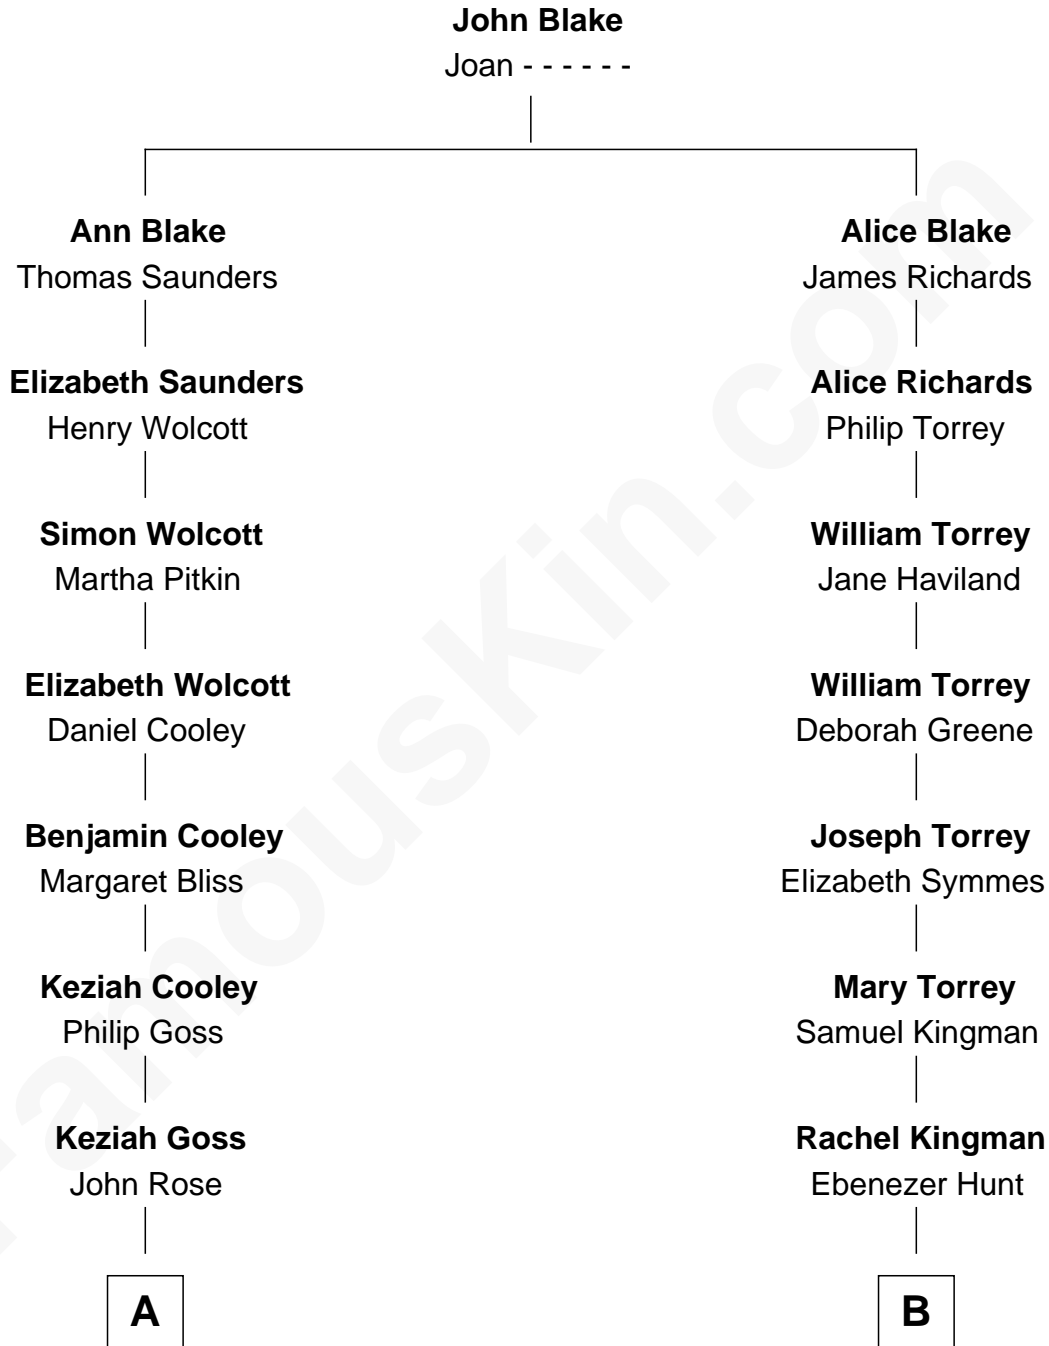 John Blake
Joan - - - - - -
Ann Blake
Thomas Saunders
Elizabeth Saunders
Henry Wolcott
Simon Wolcott
Martha Pitkin
Elizabeth Wolcott
Daniel Cooley
Benjamin Cooley
Margaret Bliss
Keziah Cooley
Philip Goss
Keziah Goss
John Rose
A
Alice Blake
James Richards
Alice Richards
Philip Torrey
William Torrey
Jane Haviland
William Torrey
Deborah Greene
Joseph Torrey
Elizabeth Symmes
Mary Torrey
Samuel Kingman
Rachel Kingman
Ebenezer Hunt
B
FamousKin.com